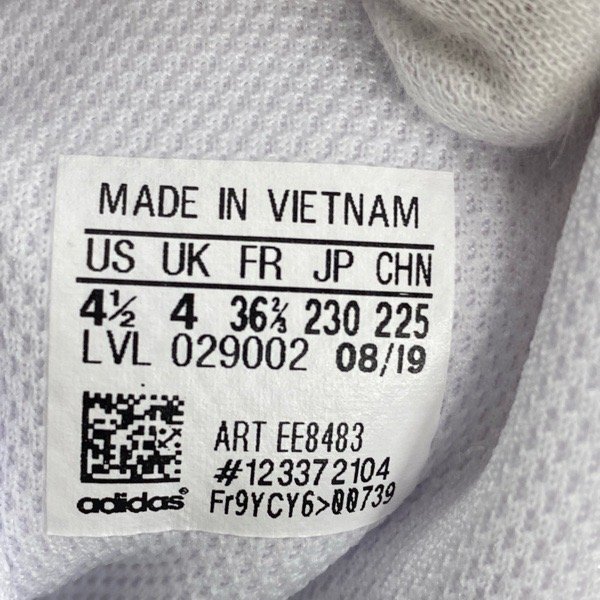 MADE IN VIETNAM
US UK FR JP CHN
4½ 4 36⅔ 230 225
LVL 029002 08/19
ART EE8483
#123372104
adidas® Fr9YCY6>00739